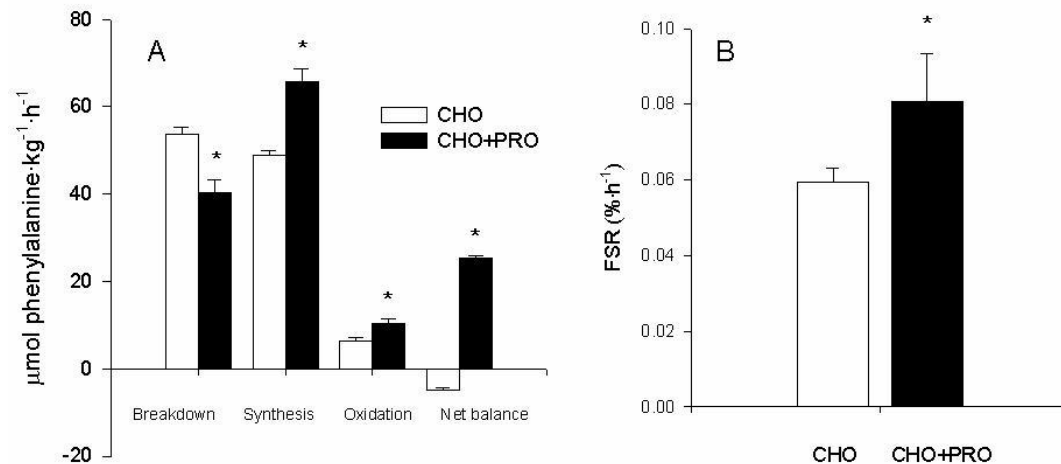 A
80
60
40
20
0
-20
μmol phenylalanine·kg⁻¹·h⁻¹
*
*
*
*
CHO
CHO+PRO
Breakdown Synthesis Oxidation Net balance
B
*
0.10
0.08
0.06
0.04
0.02
0.00
FSR (%·h⁻¹)
CHO CHO+PRO